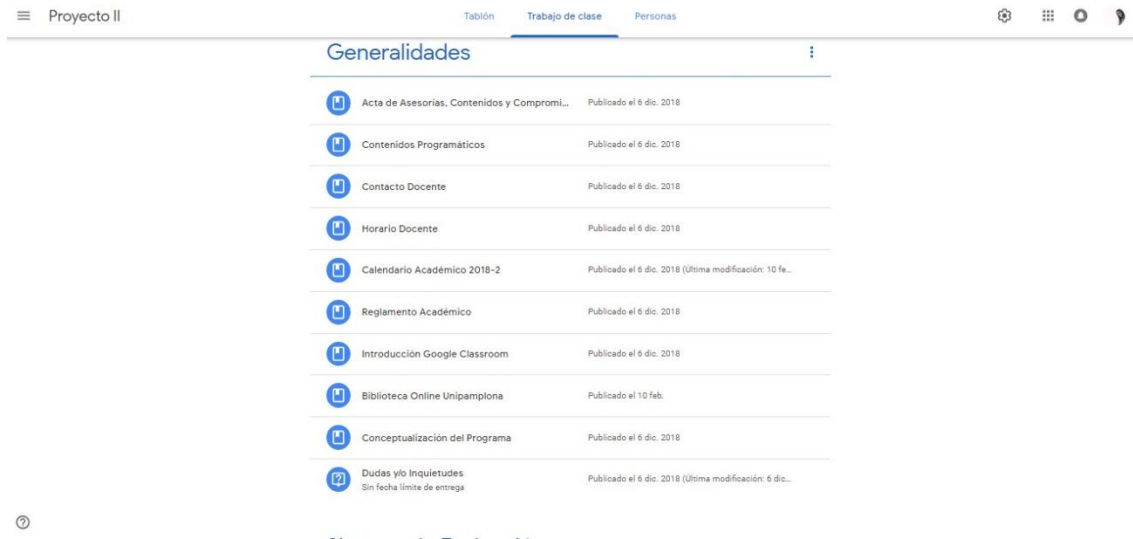 Proyecto II
Tablón Trabajo de clase Personas
Generalidades
Acta de Asesorías, Contenidos y Compromi... Publicado el 6 dic. 2018
Contenidos Programáticos Publicado el 6 dic. 2018
Contacto Docente Publicado el 6 dic. 2018
Horario Docente Publicado el 6 dic. 2018
Calendario Académico 2018-2 Publicado el 6 dic. 2018 (Última modificación: 10 fe...
Reglamento Académico Publicado el 6 dic. 2018
Introducción Google Classroom Publicado el 6 dic. 2018
Biblioteca Online Unipamplona Publicado el 10 feb.
Conceptualización del Programa Publicado el 6 dic. 2018
Dudas y/o Inquietudes Publicado el 6 dic. 2018 (Última modificación: 6 dic...
Sin fecha límite de entrega